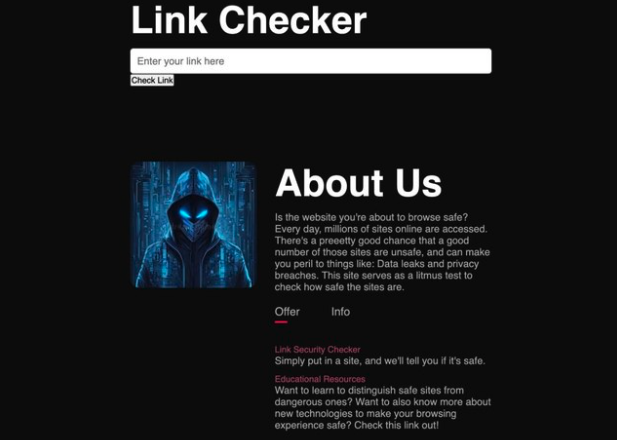 Link Checker
Enter your link here
Check Link
About Us
Is the website you're about to browse safe?
Every day, millions of sites online are accessed.
There's a preeetty good chance that a good
number of those sites are unsafe, and can make
you peril to things like: Data leaks and privacy
breaches. This site serves as a litmus test to
check how safe the sites are.
Offer Info
Link Security Checker
Simply put in a site, and we'll tell you if it's safe.
Educational Resources
Want to learn to distinguish safe sites from
dangerous ones? Want to also know more about
new technologies to make your browsing
experience safe? Check this link out!